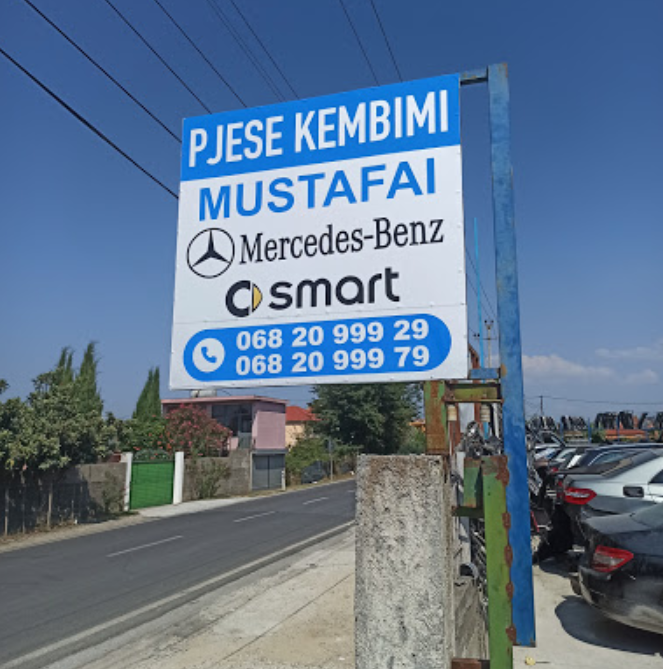 PJESE KEMBIMI
MUSTAFAI
Mercedes-Benz
smart
068 20 999 29
068 20 999 79